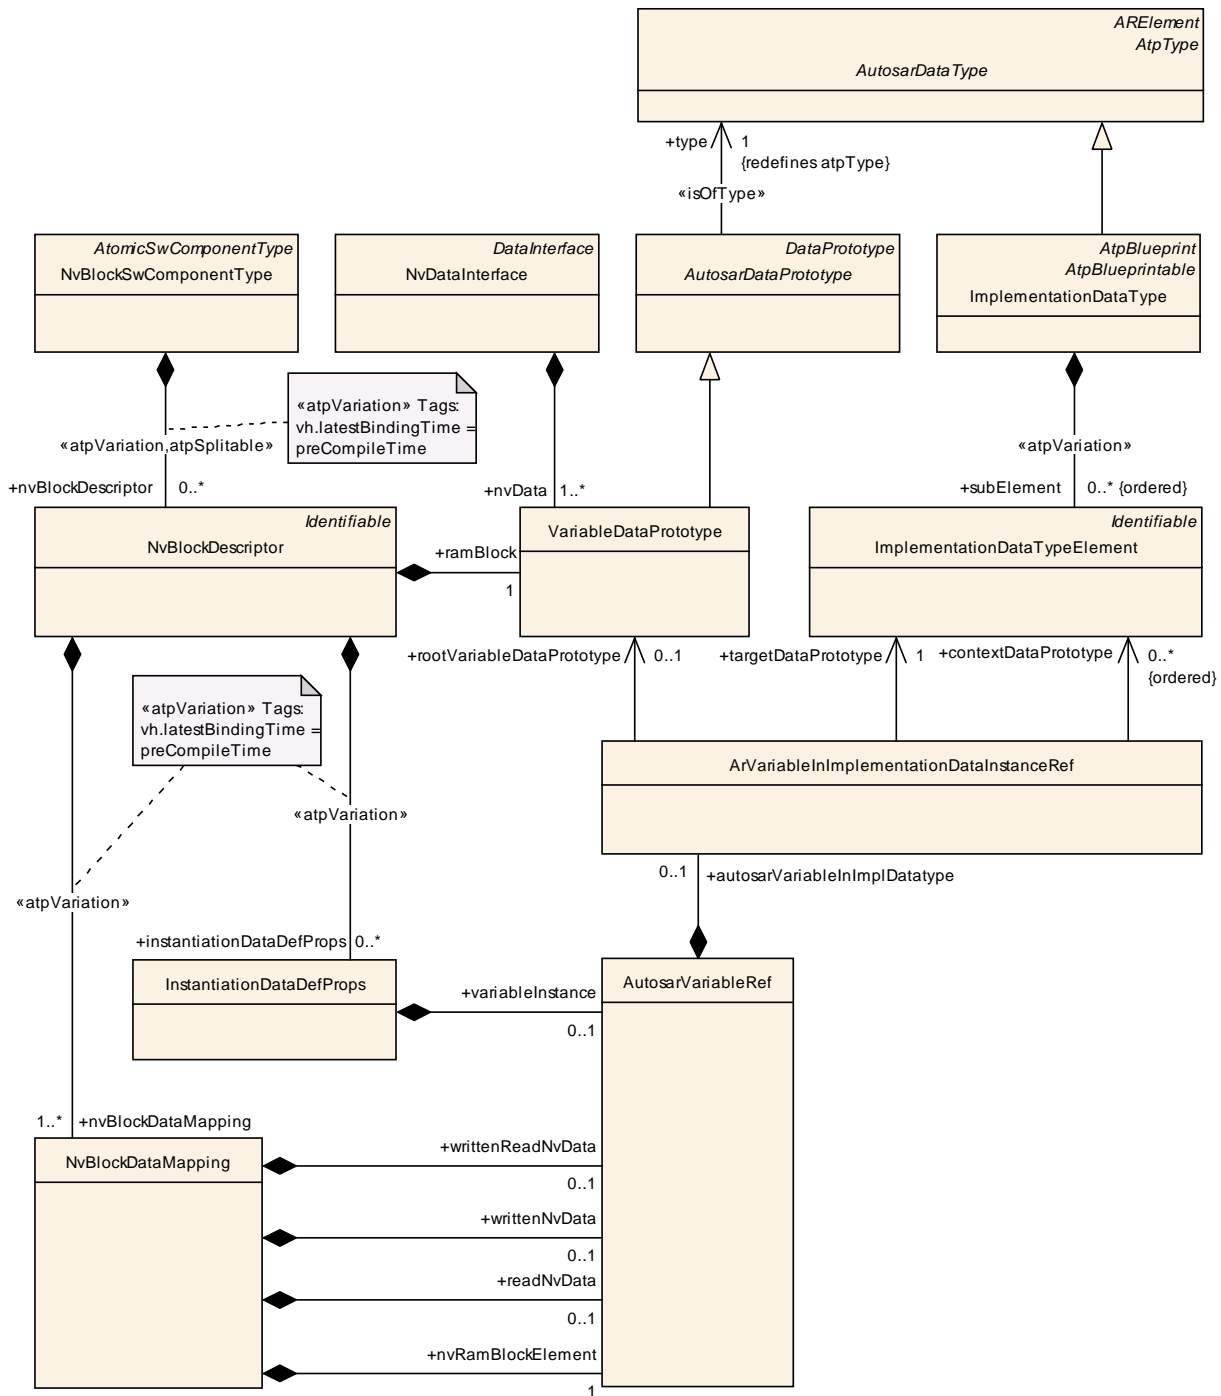 ARElement
AtpType
AutosarDataType
+type
1
{redefines atpType}
«isOfType»
AtomicSwComponentType
NvBlockSwComponentType
DataInterface
NvDataInterface
DataPrototype
AutosarDataPrototype
AtpBlueprint
AtpBlueprintable
ImplementationDataType
«atpVariation» Tags:
vh.latestBindingTime =
preCompileTime
«atpVariation,atpSplitable»
«atpVariation»
+nvBlockDescriptor
0..*
+nvData
1..*
+subElement
0..* {ordered}
Identifiable
NvBlockDescriptor
VariableDataPrototype
Identifiable
ImplementationDataTypeElement
+ramBlock
1
+rootVariableDataPrototype
0..1
+targetDataPrototype
1
+contextDataPrototype
0..*
{ordered}
«atpVariation» Tags:
vh.latestBindingTime =
preCompileTime
ArVariableInImplementationDataInstanceRef
«atpVariation»
0..1
+autosarVariableInImplDatatype
«atpVariation»
+instantiationDataDefProps
0..*
InstantiationDataDefProps
+variableInstance
0..1
AutosarVariableRef
1..*
+nvBlockDataMapping
NvBlockDataMapping
+writtenReadNvData
0..1
+writtenNvData
0..1
+readNvData
0..1
+nvRamBlockElement
1